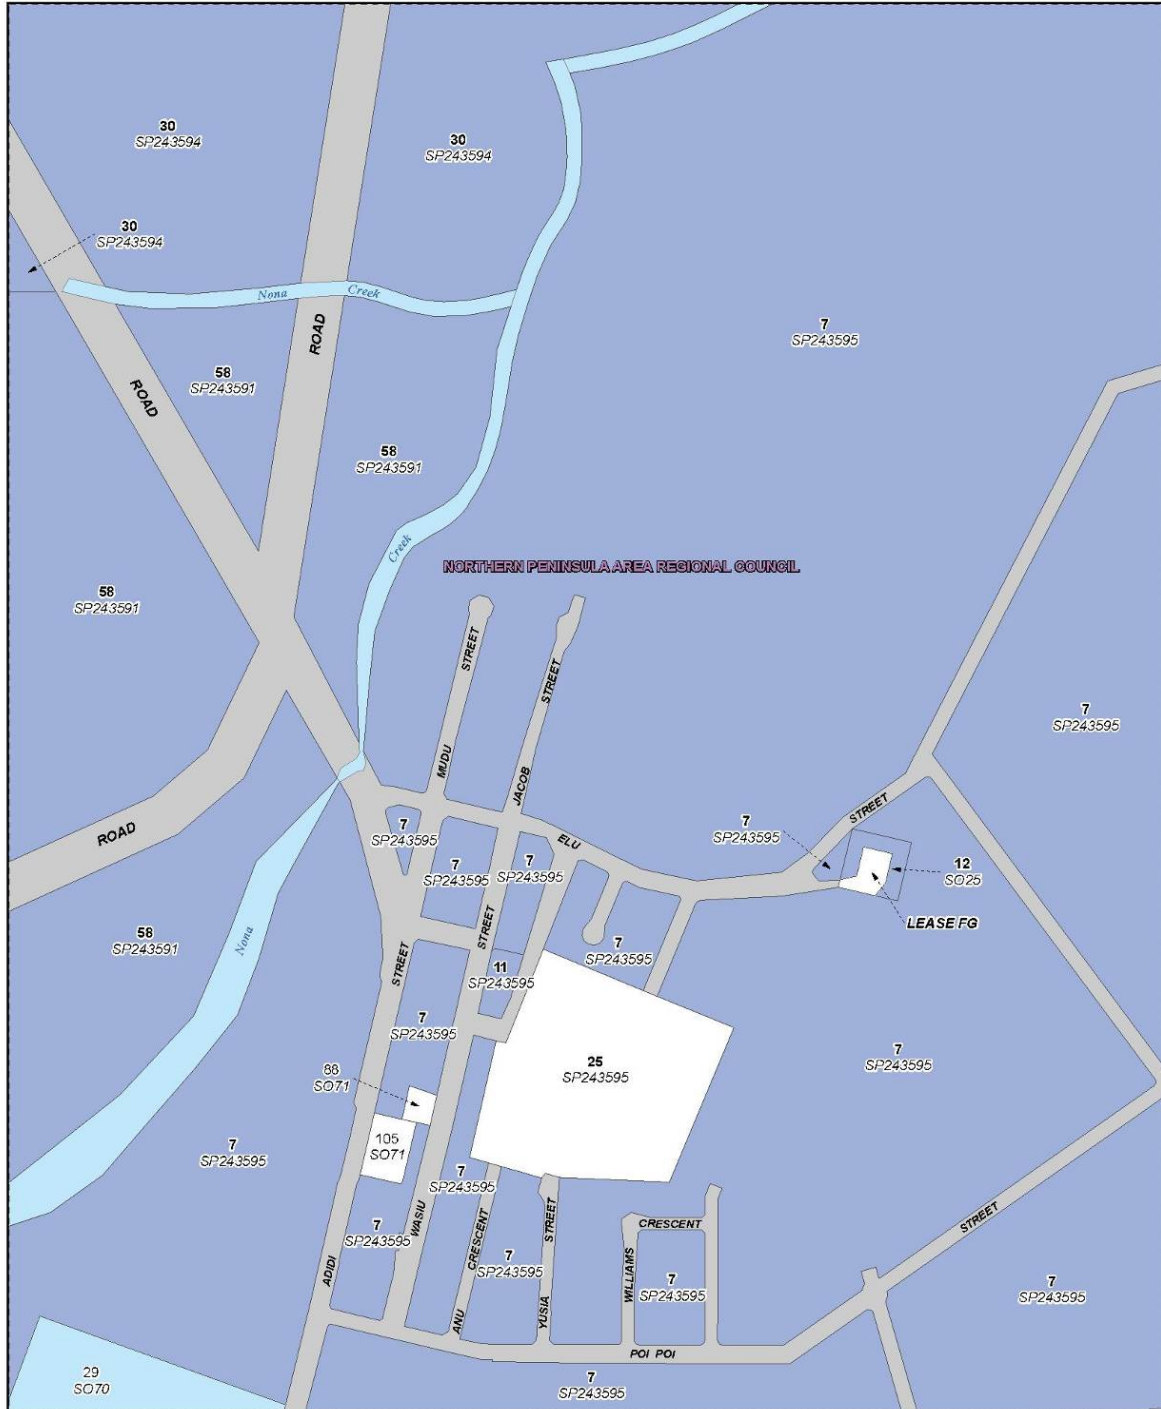 30
SP243594
30
SP243594
30
SP243594
Nona Creek
ROAD
7
SP243595
58
SP243591
ROAD
58
SP243591
Creek
NORTHERN PENINSULA AREA REGIONAL COUNCIL
58
SP243591
MUDU STREET
JACOB STREET
7
SP243595
ROAD
7
SP243595
ELU STREET
7
SP243595
7
SP243595
7
SP243595
12
SO25
LEASE FG
58
SP243591
Nona
7
SP243595
11
SP243595
7
SP243595
25
SP243595
7
SP243595
88
SO71
105
SO71
7
SP243595
7
SP243595
7
SP243595
ADIDI STREET
WASIU STREET
ANU CRESCENT
7
SP243595
YUSIA STREET
WILLIAMS CRESCENT
7
SP243595
7
SP243595
POI POI STREET
29
SO70
7
SP243595